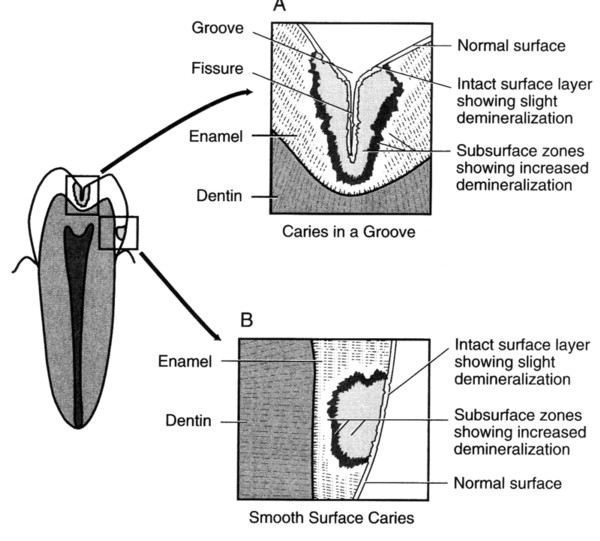 A
Groove
Normal surface
Fissure
Intact surface layer
showing slight
demineralization
Enamel
Subsurface zones
showing increased
demineralization
Dentin
Caries in a Groove
B
Intact surface layer
showing slight
demineralization
Enamel
Dentin
Subsurface zones
showing increased
demineralization
Normal surface
Smooth Surface Caries